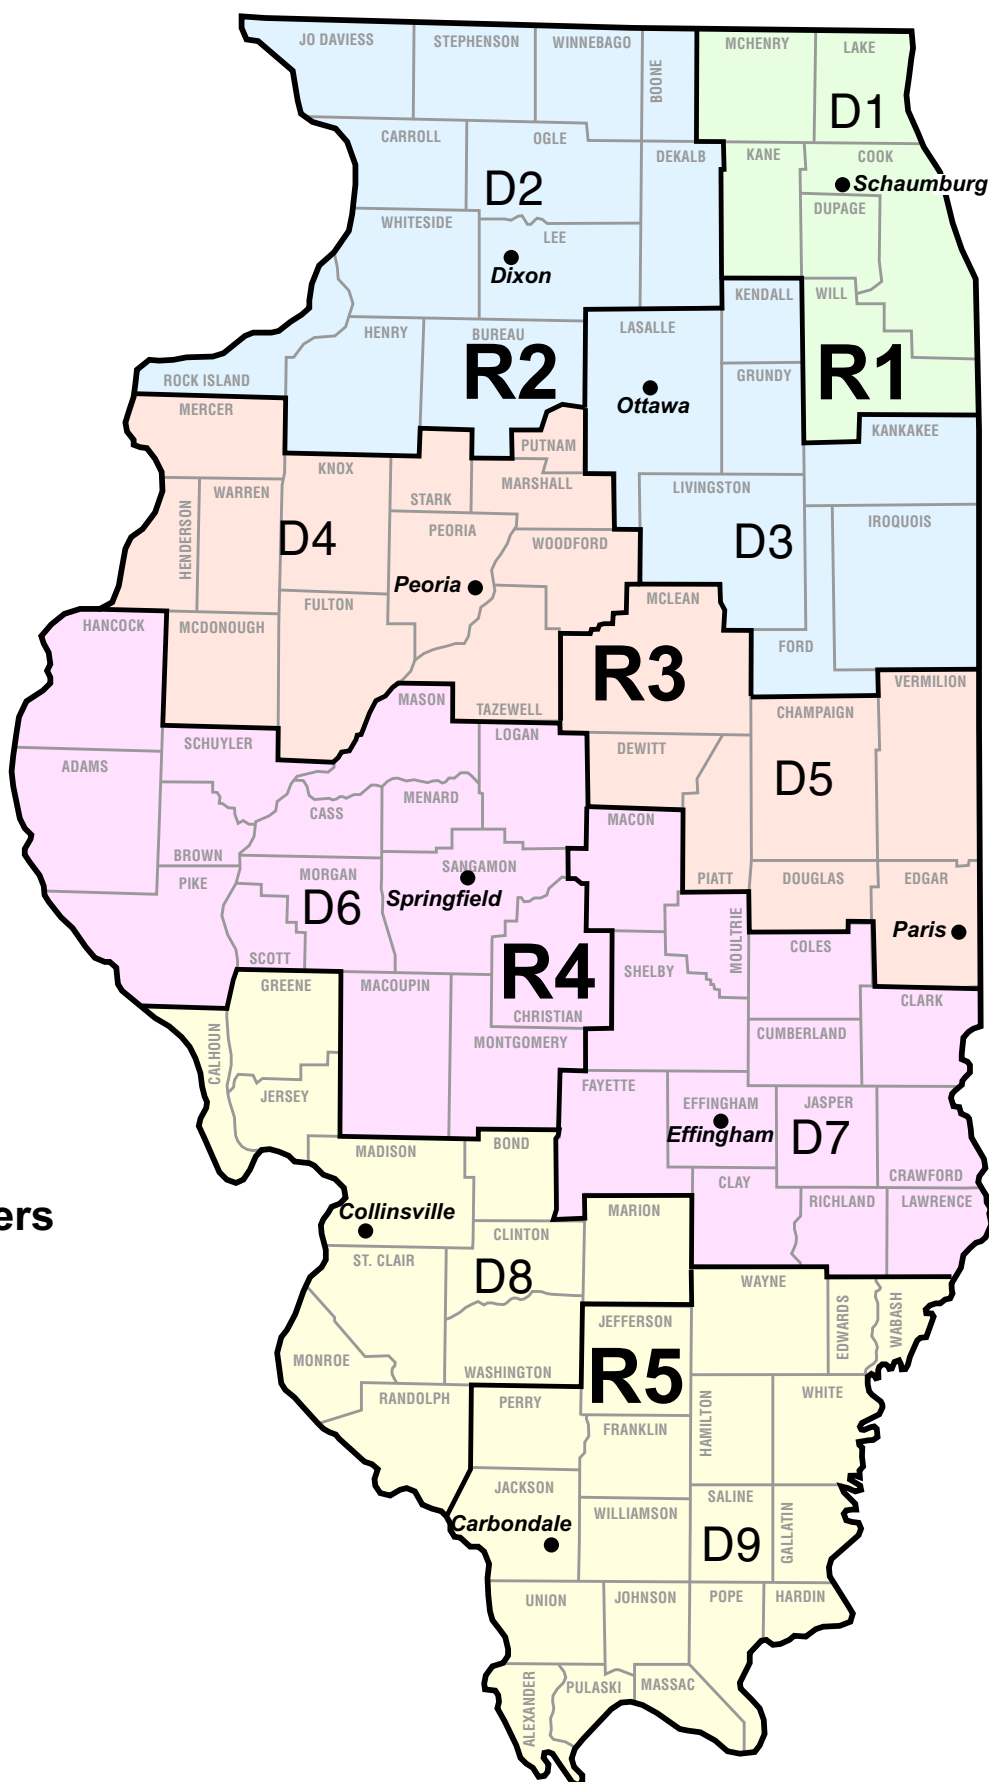 JO DAVIESS
STEPHENSON
WINNEBAGO
BOONE
MCHENRY
LAKE
D1
CARROLL
OGLE
DEKALB
KANE
COOK
Schaumburg
D2
DUPAGE
WHITESIDE
LEE
Dixon
KENDALL
WILL
HENRY
BUREAU
LASALLE
R2
R1
ROCK ISLAND
GRUNDY
Ottawa
MERCER
KANKAKEE
PUTNAM
KNOX
MARSHALL
WARREN
STARK
LIVINGSTON
HENDERSON
PEORIA
IROQUOIS
D4
WOODFORD
D3
Peoria
FULTON
MCLEAN
HANCOCK
MCDONOUGH
FORD
R3
VERMILION
MASON
TAZEWELL
CHAMPAIGN
LOGAN
SCHUYLER
DEWITT
ADAMS
D5
MENARD
CASS
MACON
BROWN
SANGAMON
MORGAN
PIKE
PIATT
DOUGLAS
EDGAR
Springfield
D6
MOULTRIE
Paris
COLES
SCOTT
R4
SHELBY
GREENE
MACOUPIN
CLARK
CHRISTIAN
CUMBERLAND
MONTGOMERY
CALHOUN
FAYETTE
JERSEY
EFFINGHAM
JASPER
Effingham
D7
MADISON
BOND
CRAWFORD
CLAY
RICHLAND
LAWRENCE
ers
Collinsville
MARION
CLINTON
ST. CLAIR
D8
WAYNE
EDWARDS
WABASH
JEFFERSON
MONROE
R5
WASHINGTON
RANDOLPH
PERRY
HAMILTON
WHITE
FRANKLIN
JACKSON
SALINE
WILLIAMSON
Carbondale
GALLATIN
D9
UNION
JOHNSON
POPE
HARDIN
ALEXANDER
PULASKI
MASSAC